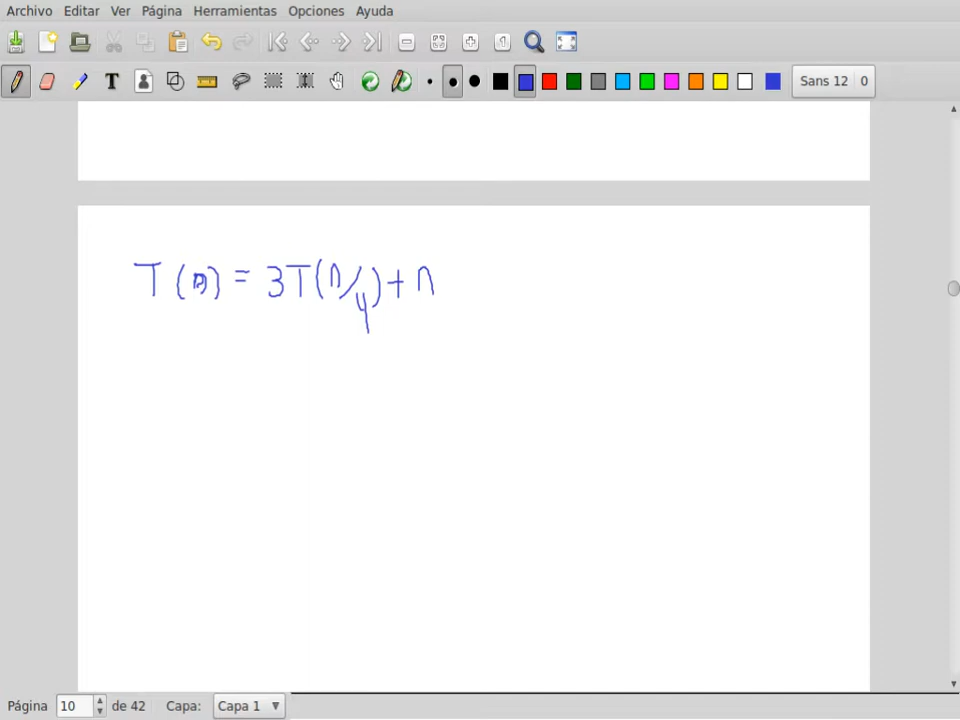 Archivo Editar Ver Página Herramientas Opciones Ayuda
T Sans 12 0
T(n) = 3T(n/4) + n
Página 10 de 42 Capa: Capa 1